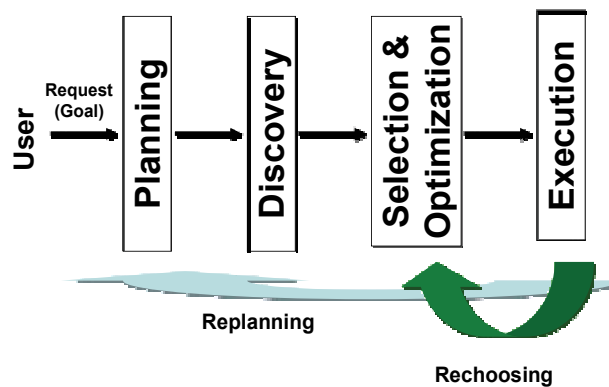 User
Request
(Goal)
Planning
Discovery
Selection &
Optimization
Execution
Replanning
Rechoosing